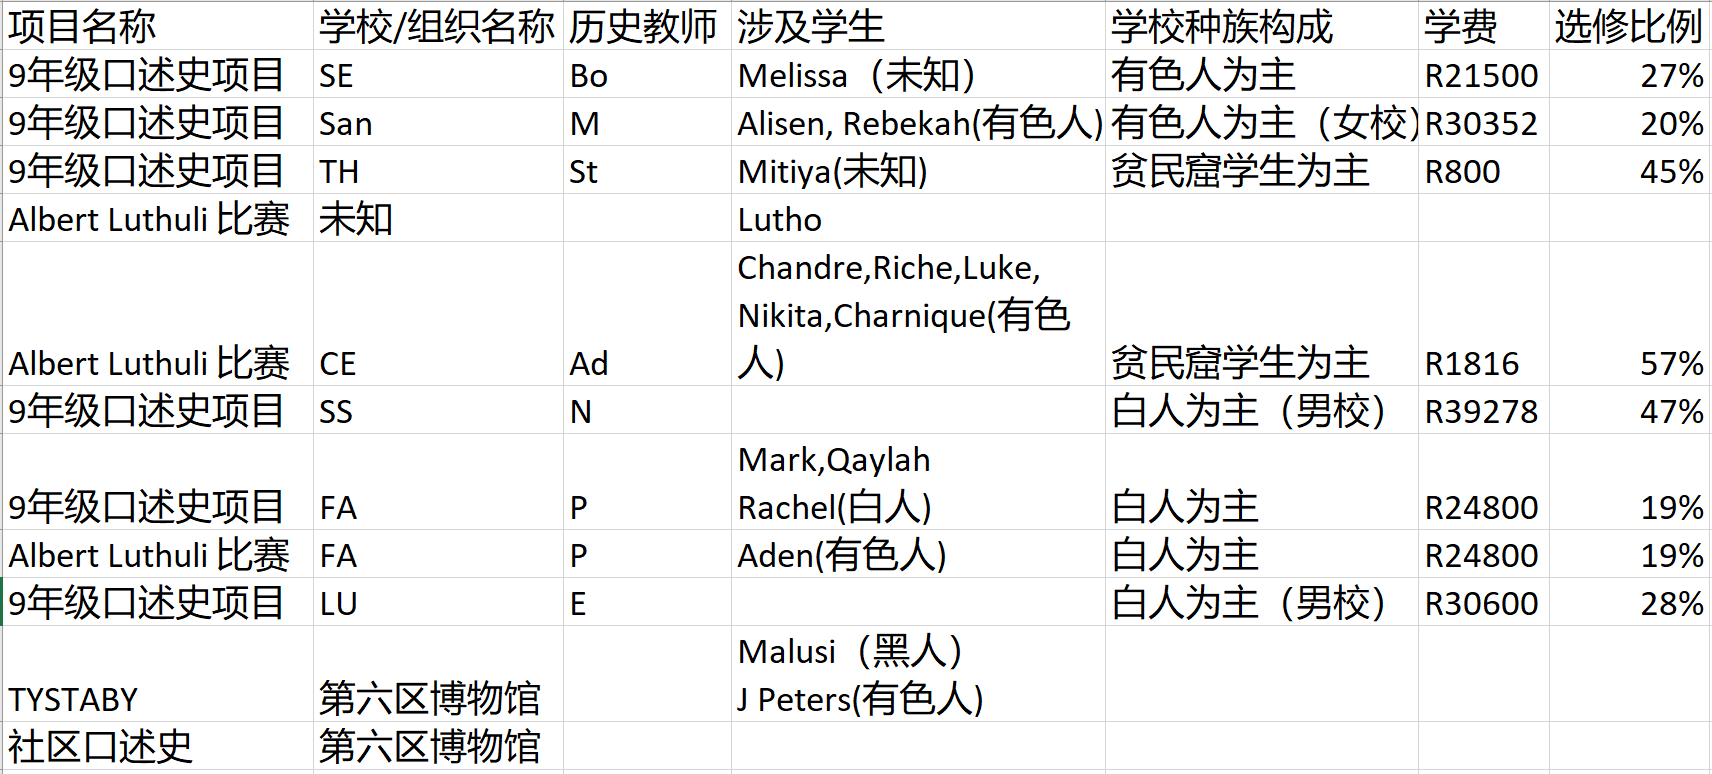 项目名称 学校/组织名称 历史教师 涉及学生 学校种族构成 学费 选修比例
9年级口述史项目 SE Bo Melissa（未知） 有色人为主 R21500 27%
9年级口述史项目 San M Alisen, Rebekah(有色人) 有色人为主（女校） R30352 20%
9年级口述史项目 TH St Mitiya(未知) 贫民窟学生为主 R800 45%
Albert Luthuli 比赛 未知 Lutho
Chandre,Riche,Luke,
Nikita,Charnique(有色
Albert Luthuli 比赛 CE Ad 人) 贫民窟学生为主 R1816 57%
9年级口述史项目 SS N 白人为主（男校） R39278 47%
Mark,Qaylah
9年级口述史项目 FA P Rachel(白人) 白人为主 R24800 19%
Albert Luthuli 比赛 FA P Aden(有色人) 白人为主 R24800 19%
9年级口述史项目 LU E 白人为主（男校） R30600 28%
Malusi（黑人）
TYSTABY 第六区博物馆 J Peters(有色人)
社区口述史 第六区博物馆